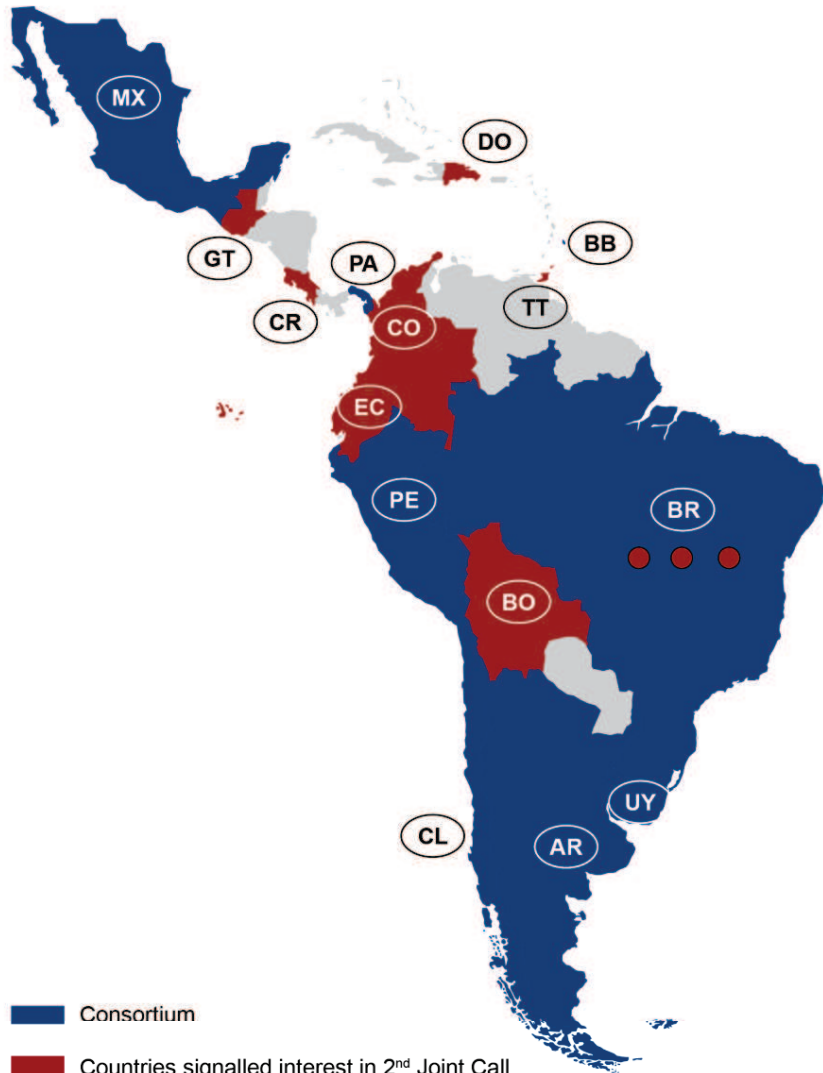 MX
DO
BB
GT
PA
TT
CR
CO
EC
PE
BR
BO
UY
CL
AR
Consortium
Countries signalled interest in 2nd Joint Call